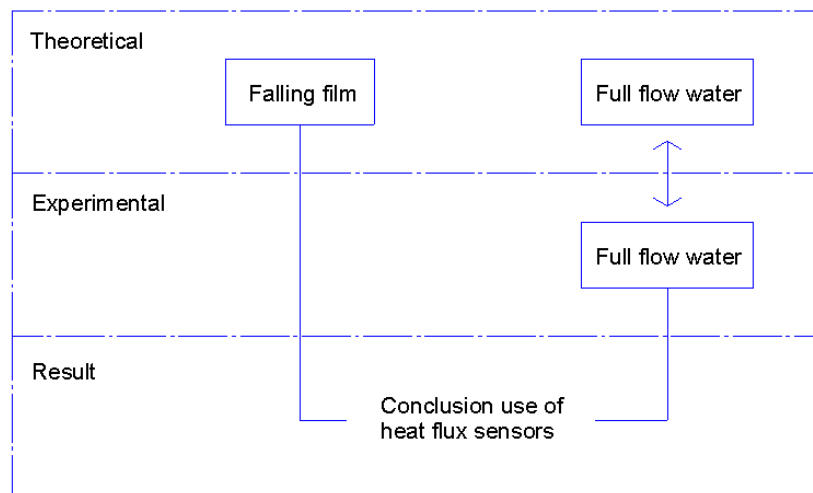 Theoretical
Falling film
Full flow water
Experimental
Full flow water
Result
Conclusion use of
heat flux sensors